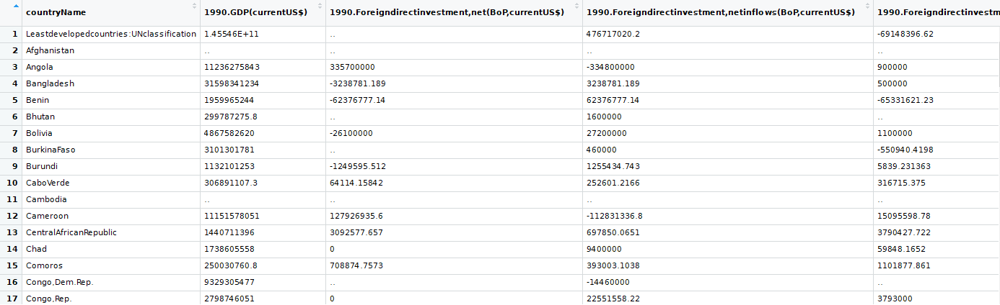 countryName 1990.GDP(currentUS$) 1990.Foreigndirectinvestment,net(BoP,currentUS$) 1990.Foreigndirectinvestment,netinflows(BoP,currentUS$) 1990.Foreigndirectinvestm
1 Leastdevelopedcountries:UNclassification 1.45546E+11 .. 476717020.2 -69148396.62
2 Afghanistan .. .. .. ..
3 Angola 11236275843 335700000 -334800000 900000
4 Bangladesh 31598341234 -3238781.189 3238781.189 500000
5 Benin 1959965244 -62376777.14 62376777.14 -65331621.23
6 Bhutan 299787275.8 .. 1600000 ..
7 Bolivia 4867582620 -26100000 27200000 1100000
8 BurkinaFaso 3101301781 .. 460000 -550940.4198
9 Burundi 1132101253 -1249595.512 1255434.743 5839.231363
10 CaboVerde 306891107.3 64114.15842 252601.2166 316715.375
11 Cambodia .. .. .. ..
12 Cameroon 11151578051 127926935.6 -112831336.8 15095598.78
13 CentralAfricanRepublic 1440711396 3092577.657 697850.0651 3790427.722
14 Chad 1738605558 0 9400000 59848.1652
15 Comoros 250030760.8 708874.7573 393003.1038 1101877.861
16 Congo,Dem.Rep. 9329305477 .. -14460000 ..
17 Congo,Rep. 2798746051 0 22551558.22 3793000